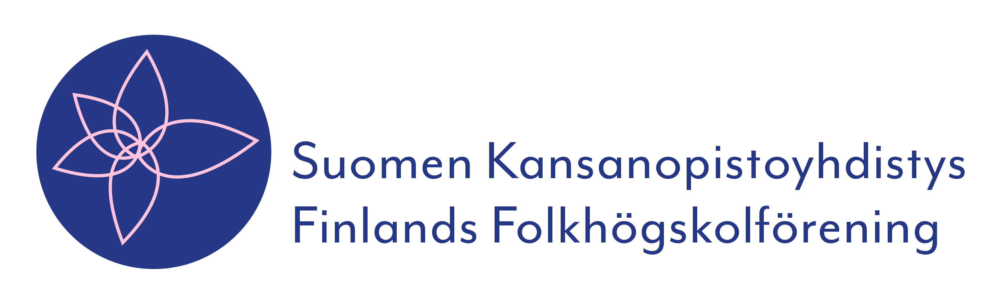 Suomen Kansanopistoyhdistys
Finlands Folkhögskolförening